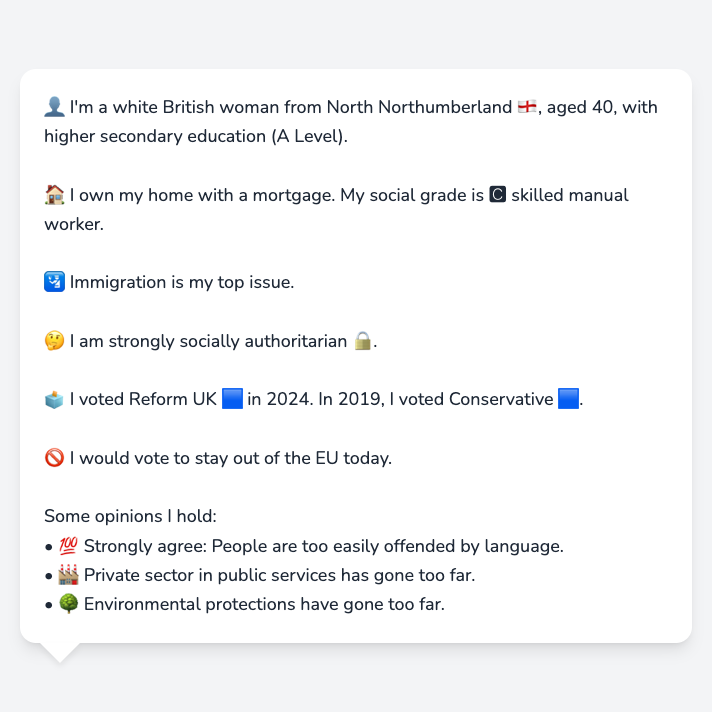 👤 I'm a white British woman from North Northumberland 🏴󠁧󠁢󠁥󠁮󠁧󠁿, aged 40, with
higher secondary education (A Level).
🏠 I own my home with a mortgage. My social grade is 🅲 skilled manual
worker.
🛂 Immigration is my top issue.
🤔 I am strongly socially authoritarian 🔒.
🗳️ I voted Reform UK 🟦 in 2024. In 2019, I voted Conservative 🟦.
🚫 I would vote to stay out of the EU today.
Some opinions I hold:
• 💯 Strongly agree: People are too easily offended by language.
• 🏭 Private sector in public services has gone too far.
• 🌳 Environmental protections have gone too far.